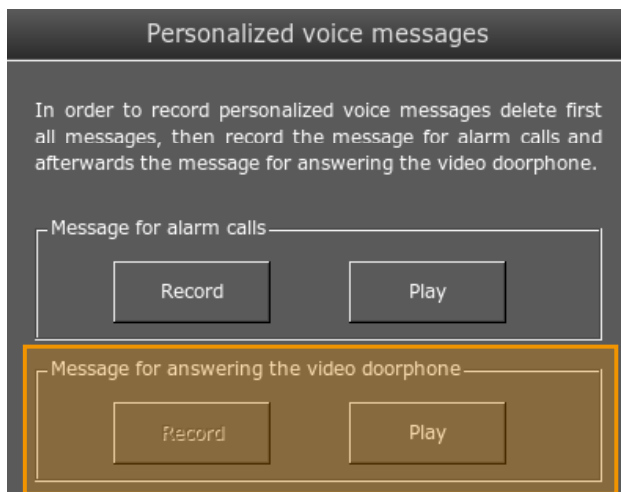 Personalized voice messages
In order to record personalized voice messages delete first
all messages, then record the message for alarm calls and
afterwards the message for answering the video doorphone.
Message for alarm calls
Record Play
Message for answering the video doorphone
Record Play